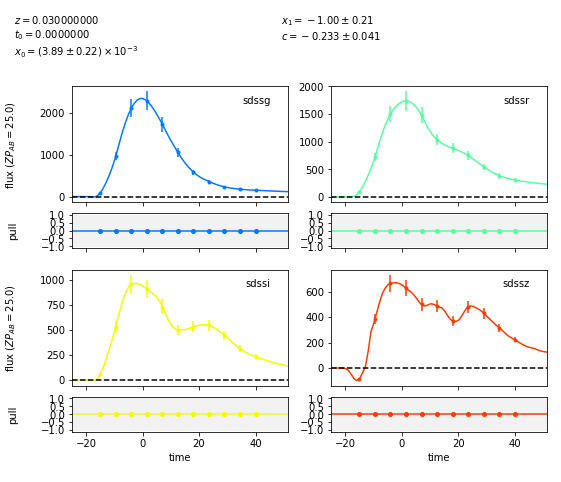 z = 0.030000000
t0 = 0.0000000
x0 = (3.89 ± 0.22) × 10⁻³
x1 = −1.00 ± 0.21
c = −0.233 ± 0.041
flux (ZP_AB = 25.0)
2000
1000
0
sdssg
2000
1500
1000
500
0
sdssr
pull
1.0
0.5
0.0
−0.5
−1.0
1.0
0.5
0.0
−0.5
−1.0
flux (ZP_AB = 25.0)
1000
750
500
250
0
sdssi
600
400
200
0
sdssz
pull
1.0
0.5
0.0
−0.5
−1.0
−20 0 20 40
time
1.0
0.5
0.0
−0.5
−1.0
−20 0 20 40
time